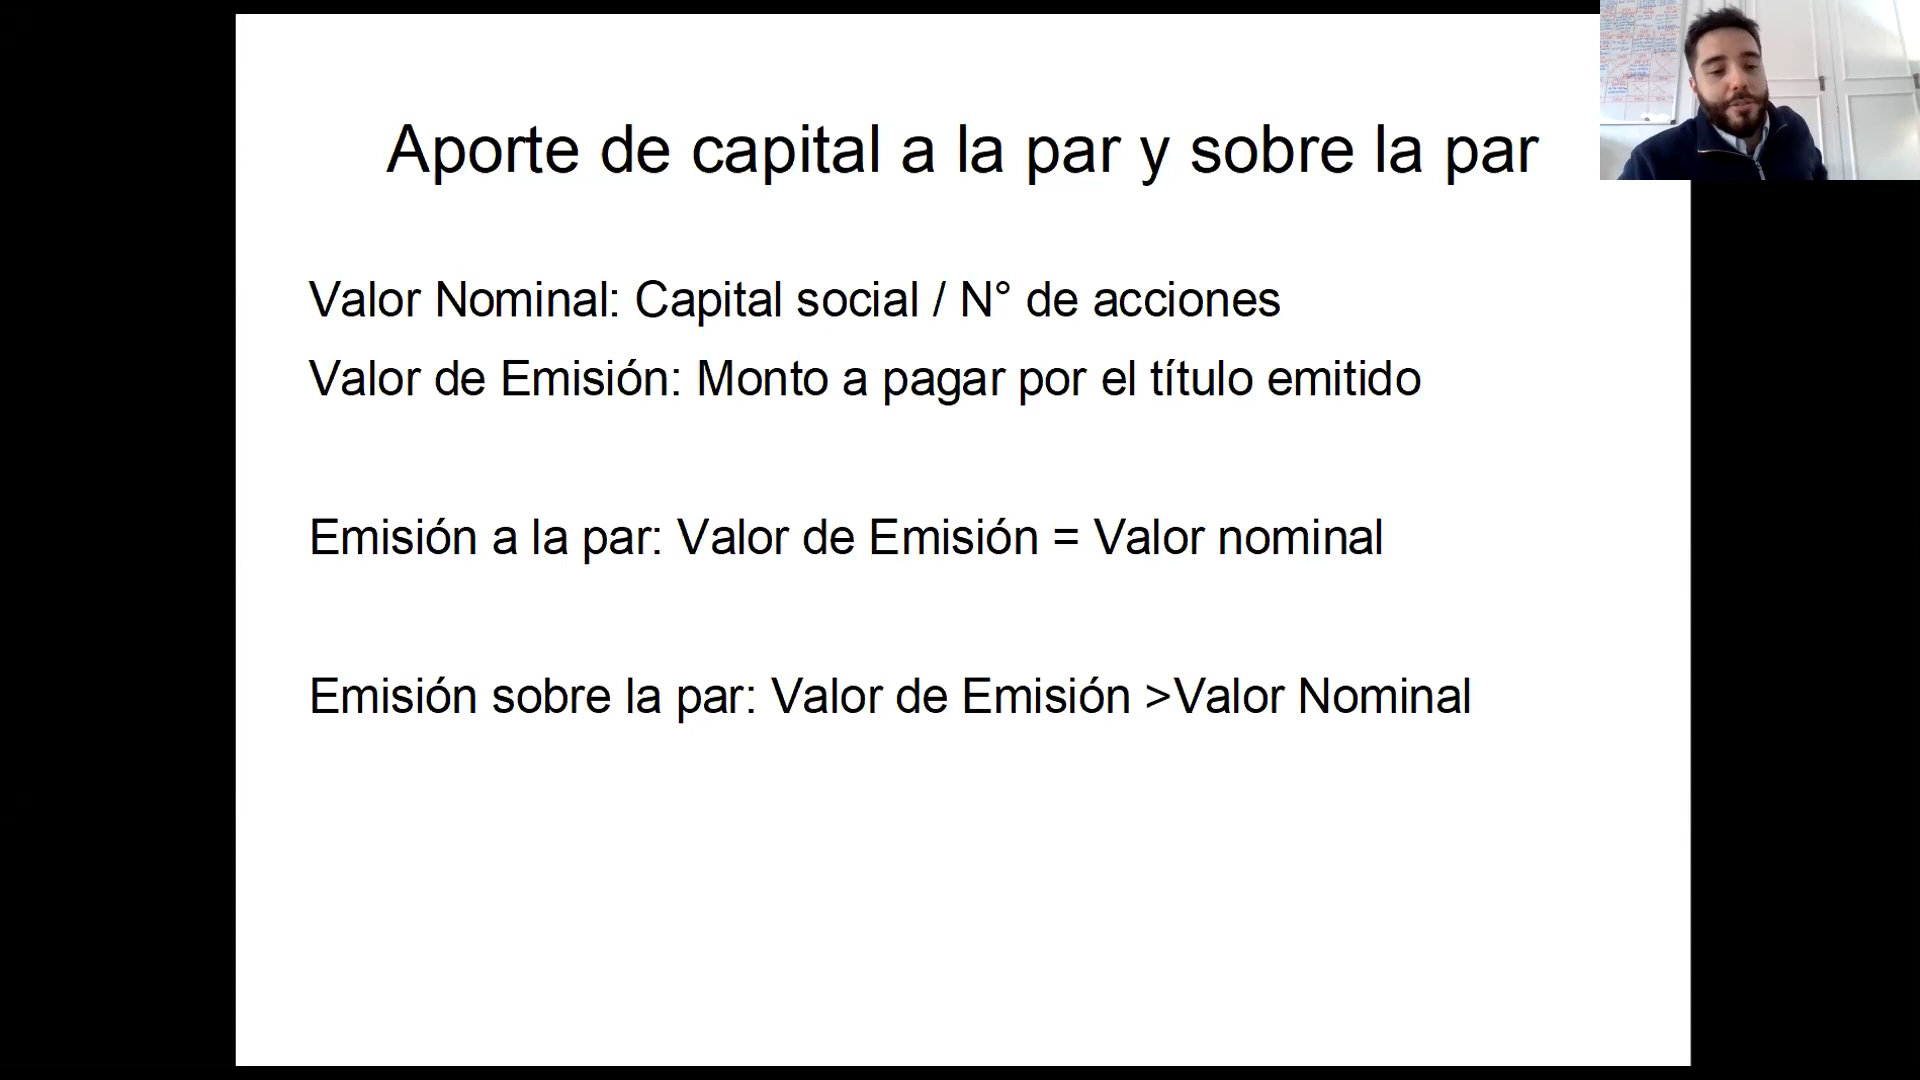 Aporte de capital a la par y sobre la par
Valor Nominal: Capital social / N° de acciones
Valor de Emisión: Monto a pagar por el título emitido
Emisión a la par: Valor de Emisión = Valor nominal
Emisión sobre la par: Valor de Emisión >Valor Nominal